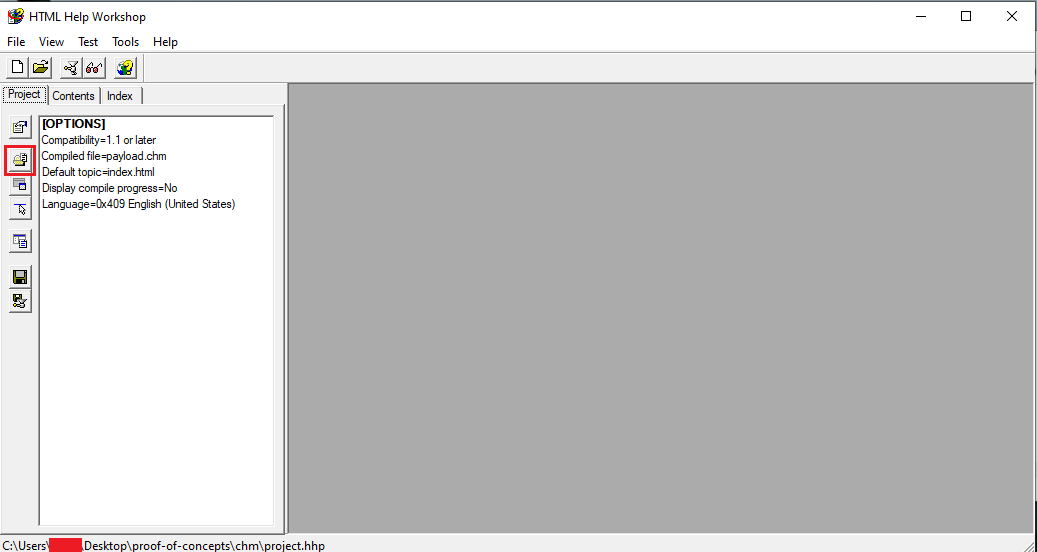 HTML Help Workshop
File View Test Tools Help
Project Contents Index
[OPTIONS]
Compatibility=1.1 or later
Compiled file=payload.chm
Default topic=index.html
Display compile progress=No
Language=0x409 English (United States)
C:\Users\ \Desktop\proof-of-concepts\chm\project.hhp